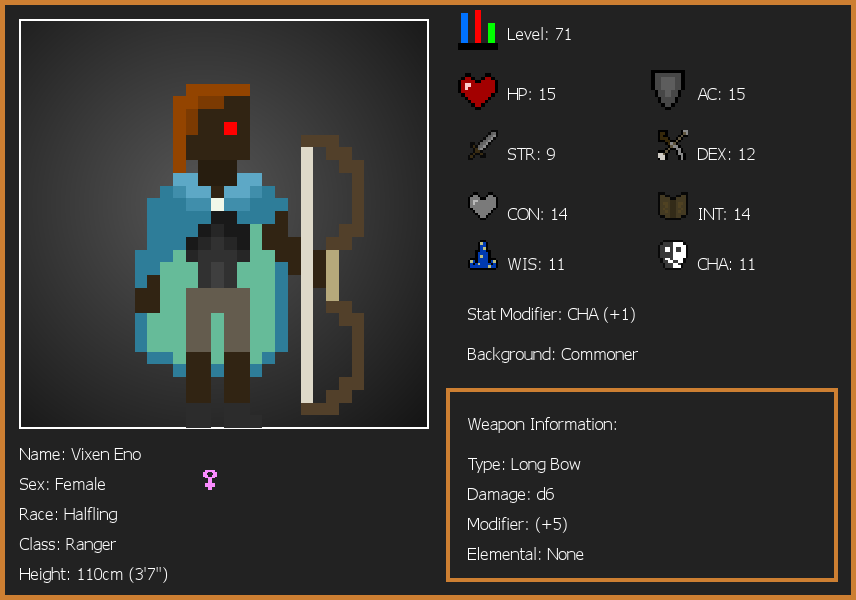 Level: 71
HP: 15
AC: 15
STR: 9
DEX: 12
CON: 14
INT: 14
WIS: 11
CHA: 11
Stat Modifier: CHA (+1)
Background: Commoner
Weapon Information:
Type: Long Bow
Damage: d6
Modifier: (+5)
Elemental: None
Name: Vixen Eno
Sex: Female
Race: Halfling
Class: Ranger
Height: 110cm (3'7")